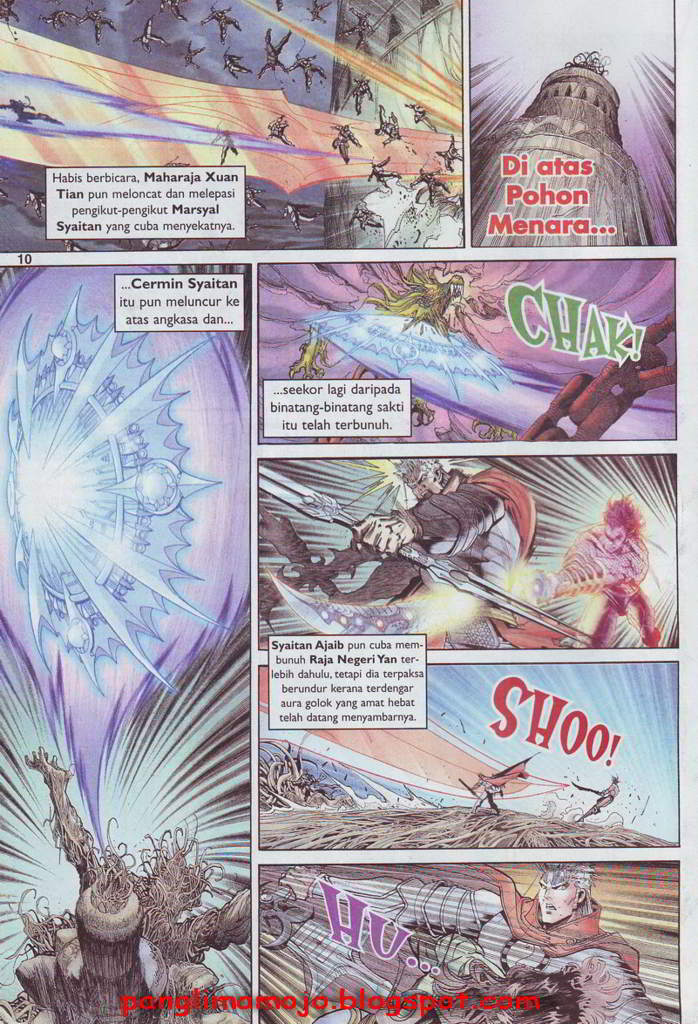 Habis berbicara, Maharaja Xuan
Tian pun meloncat dan melepasi
pengikut-pengikut Marsyal
Syaitan yang cuba menyekatnya.
Di atas
Pohon
Menara...
10
...Cermin Syaitan
itu pun meluncur ke
atas angkasa dan...
CHAK!
...seekor lagi daripada
binatang-binatang sakti
itu telah terbunuh.
Syaitan Ajaib pun cuba mem-
bunuh Raja Negeri Yan ter-
lebih dahulu, tetapi dia terpaksa
berundur kerana terdengar
aura golok yang amat hebat
telah datang menyambarnya.
SHOO!
HU...
panglimamojo.blogspot.com